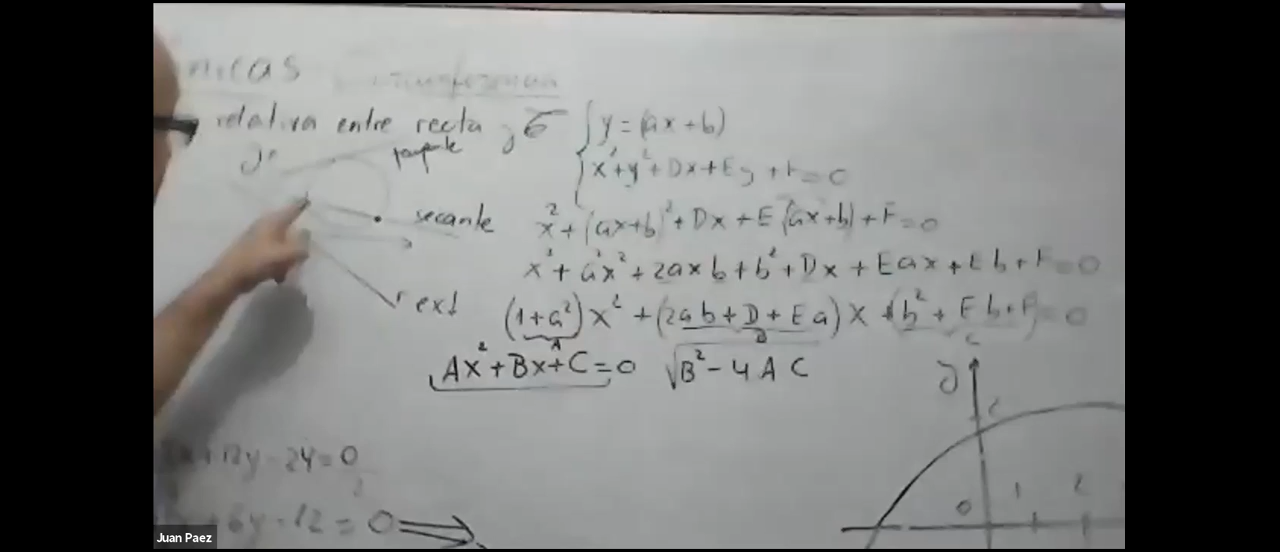 nicas
relativa entre recta y C { y = (ax + b)
x² + y² + Dx + Ey + F = 0
secante x² + (ax+b)² + Dx + E(ax+b) + F = 0
x² + a²x² + 2axb + b² + Dx + Eax + Eb + F = 0
ext (1+a²)x² + (2ab + D + Ea)x + (b² + Eb + F) = 0
A B C
Ax² + Bx + C = 0 √B² - 4AC
y
0 1 2
x + 12y - 24 = 0
+ 6y - 12 = 0
Juan Paez